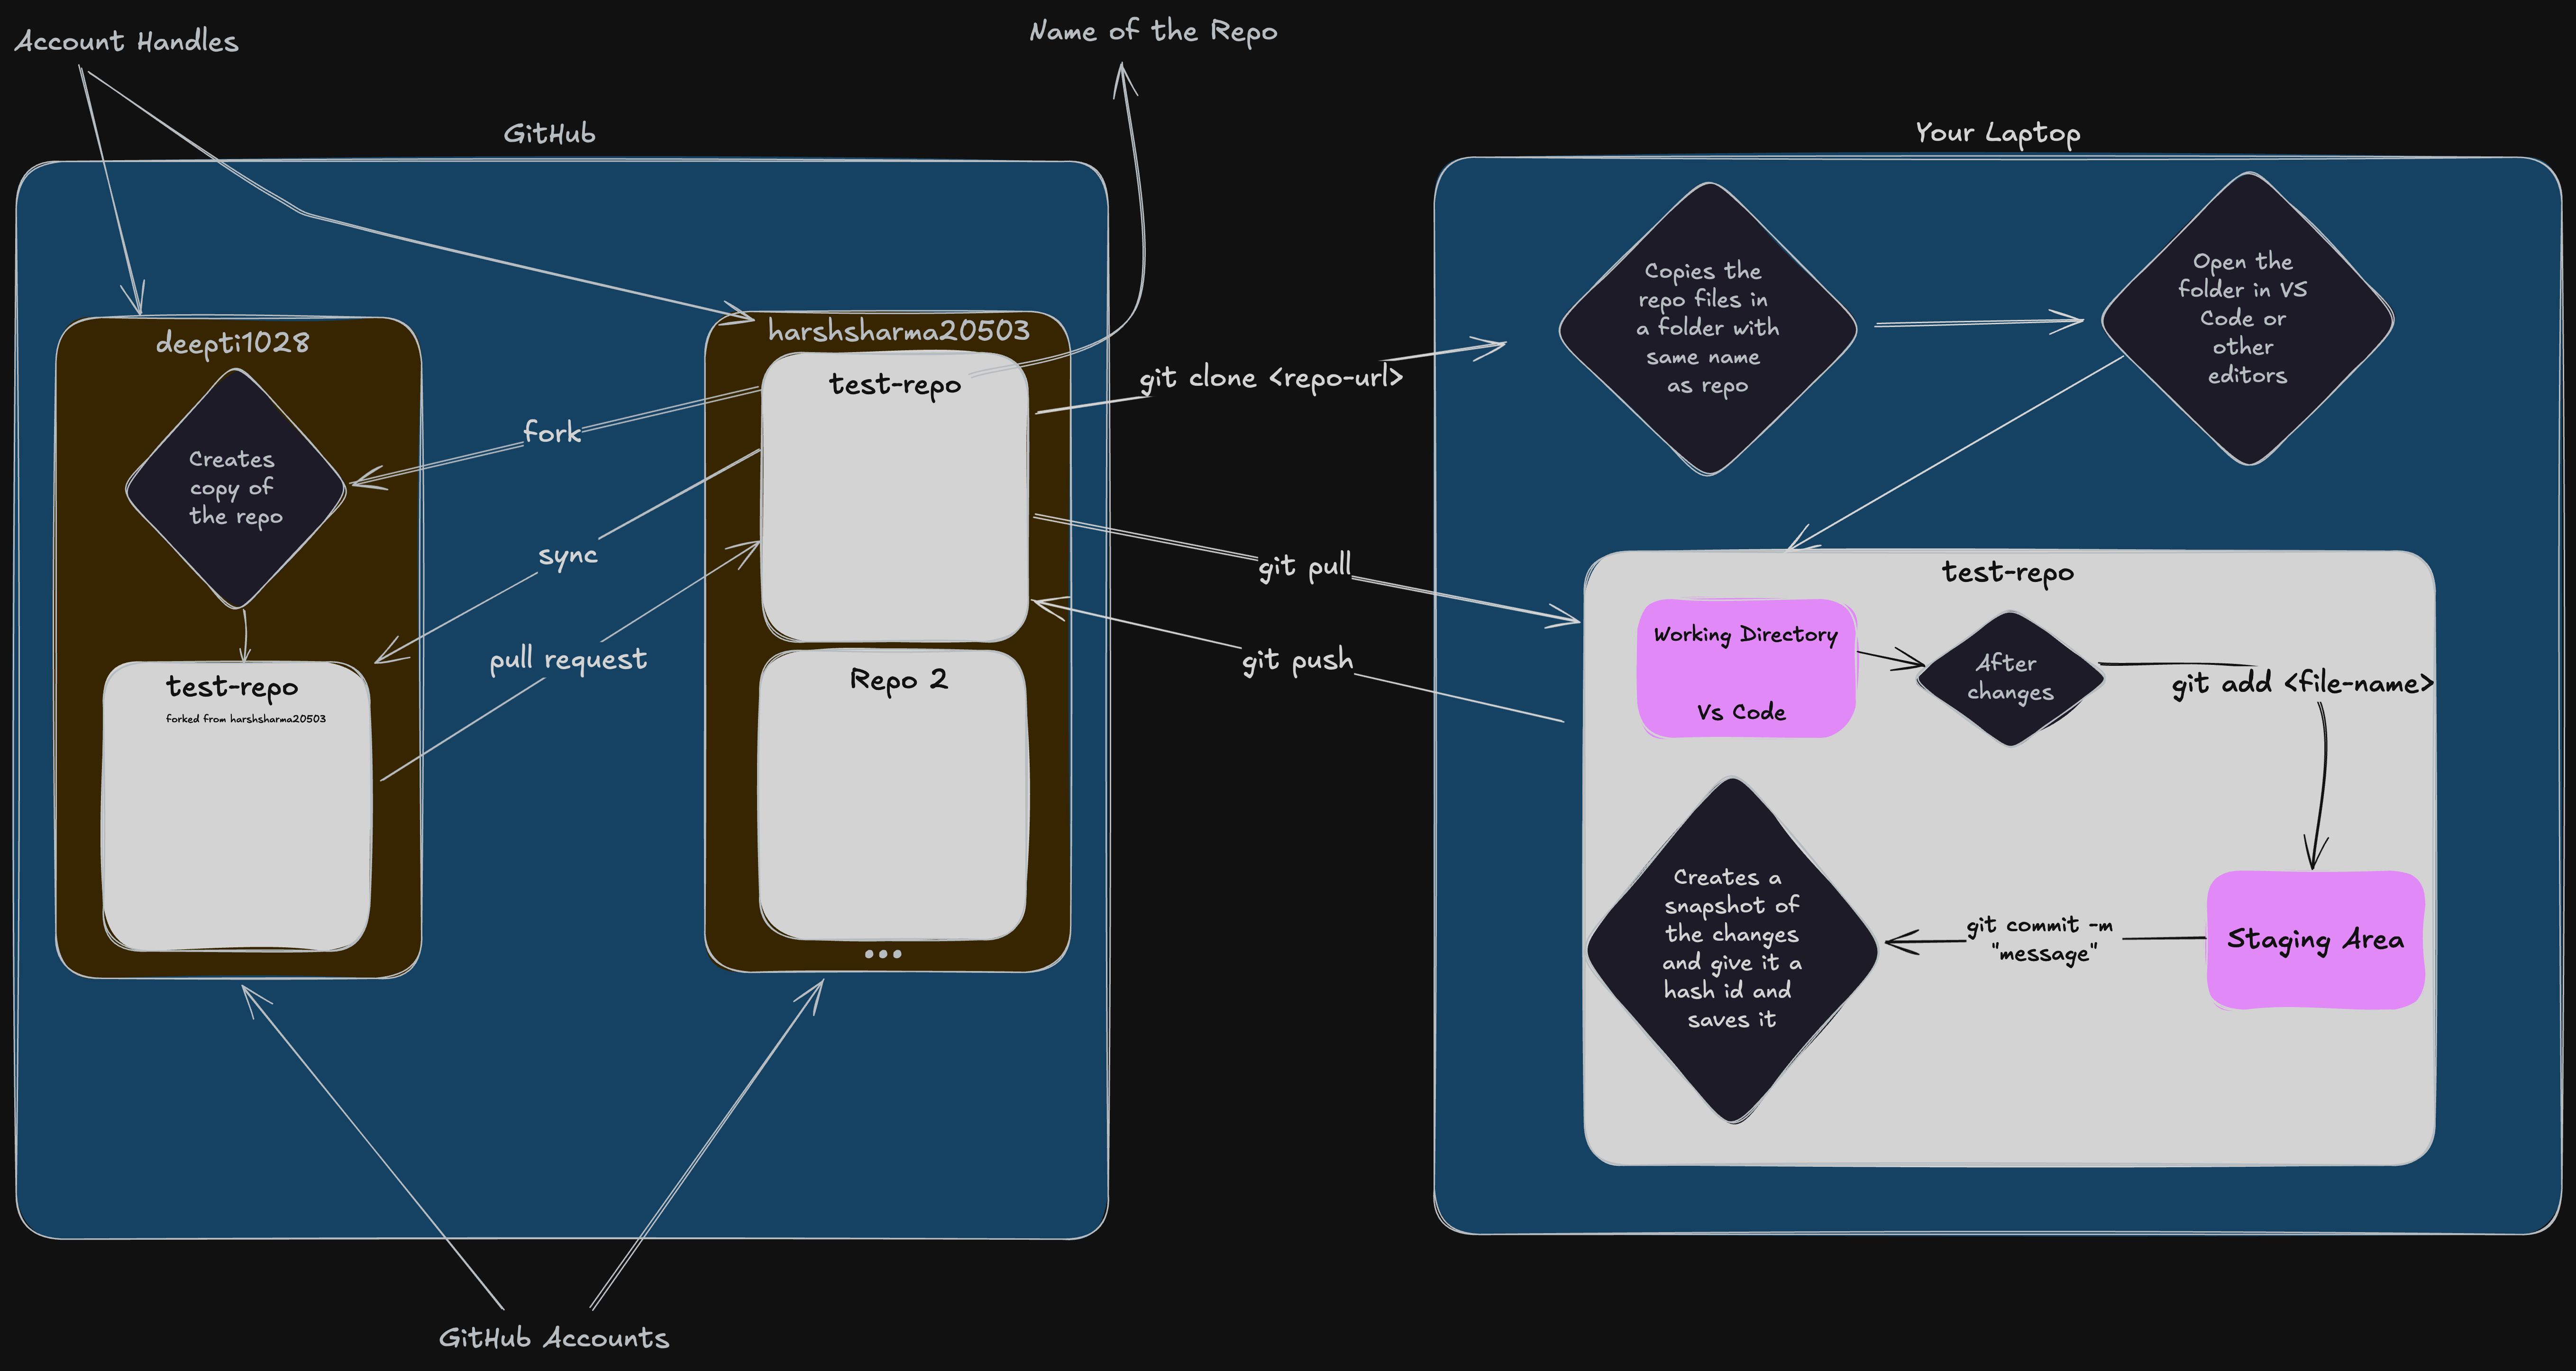 Account Handles
Name of the Repo
GitHub
deepti1028
Creates
copy of
the repo
test-repo
forked from harshsharma20503
fork
sync
pull request
harshsharma20503
test-repo
Repo 2
GitHub Accounts
git clone <repo-url>
git pull
git push
Your Laptop
Copies the
repo files in
a folder with
same name
as repo
Open the
folder in VS
Code or
other
editors
test-repo
Working Directory
Vs Code
After
changes
git add <file-name>
Staging Area
git commit -m
"message"
Creates a
snapshot of
the changes
and give it a
hash id and
saves it